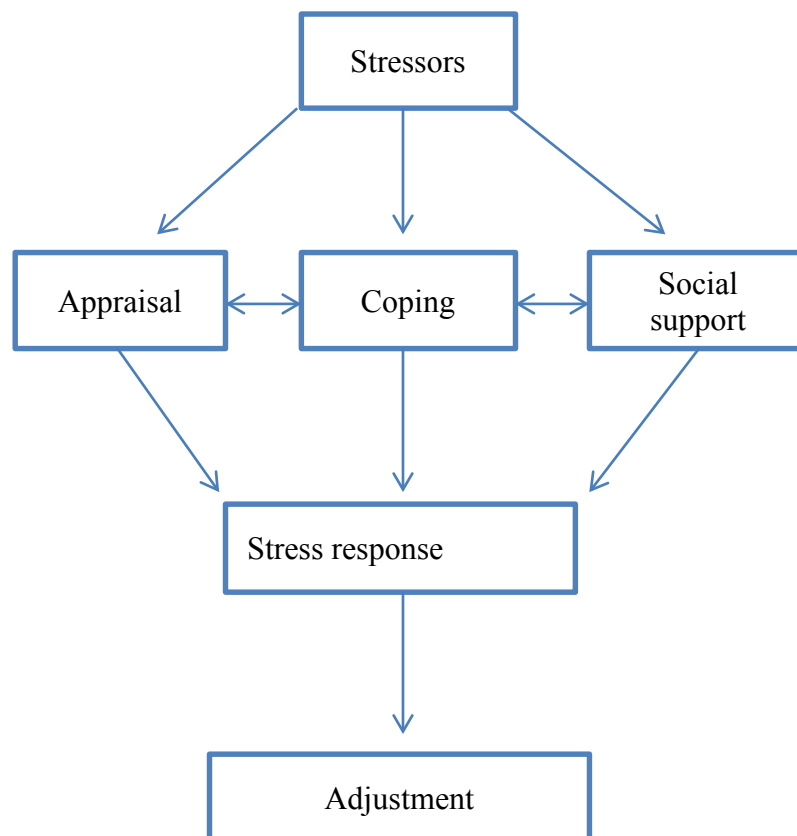 Stressors
Appraisal
Coping
Social
support
Stress response
Adjustment